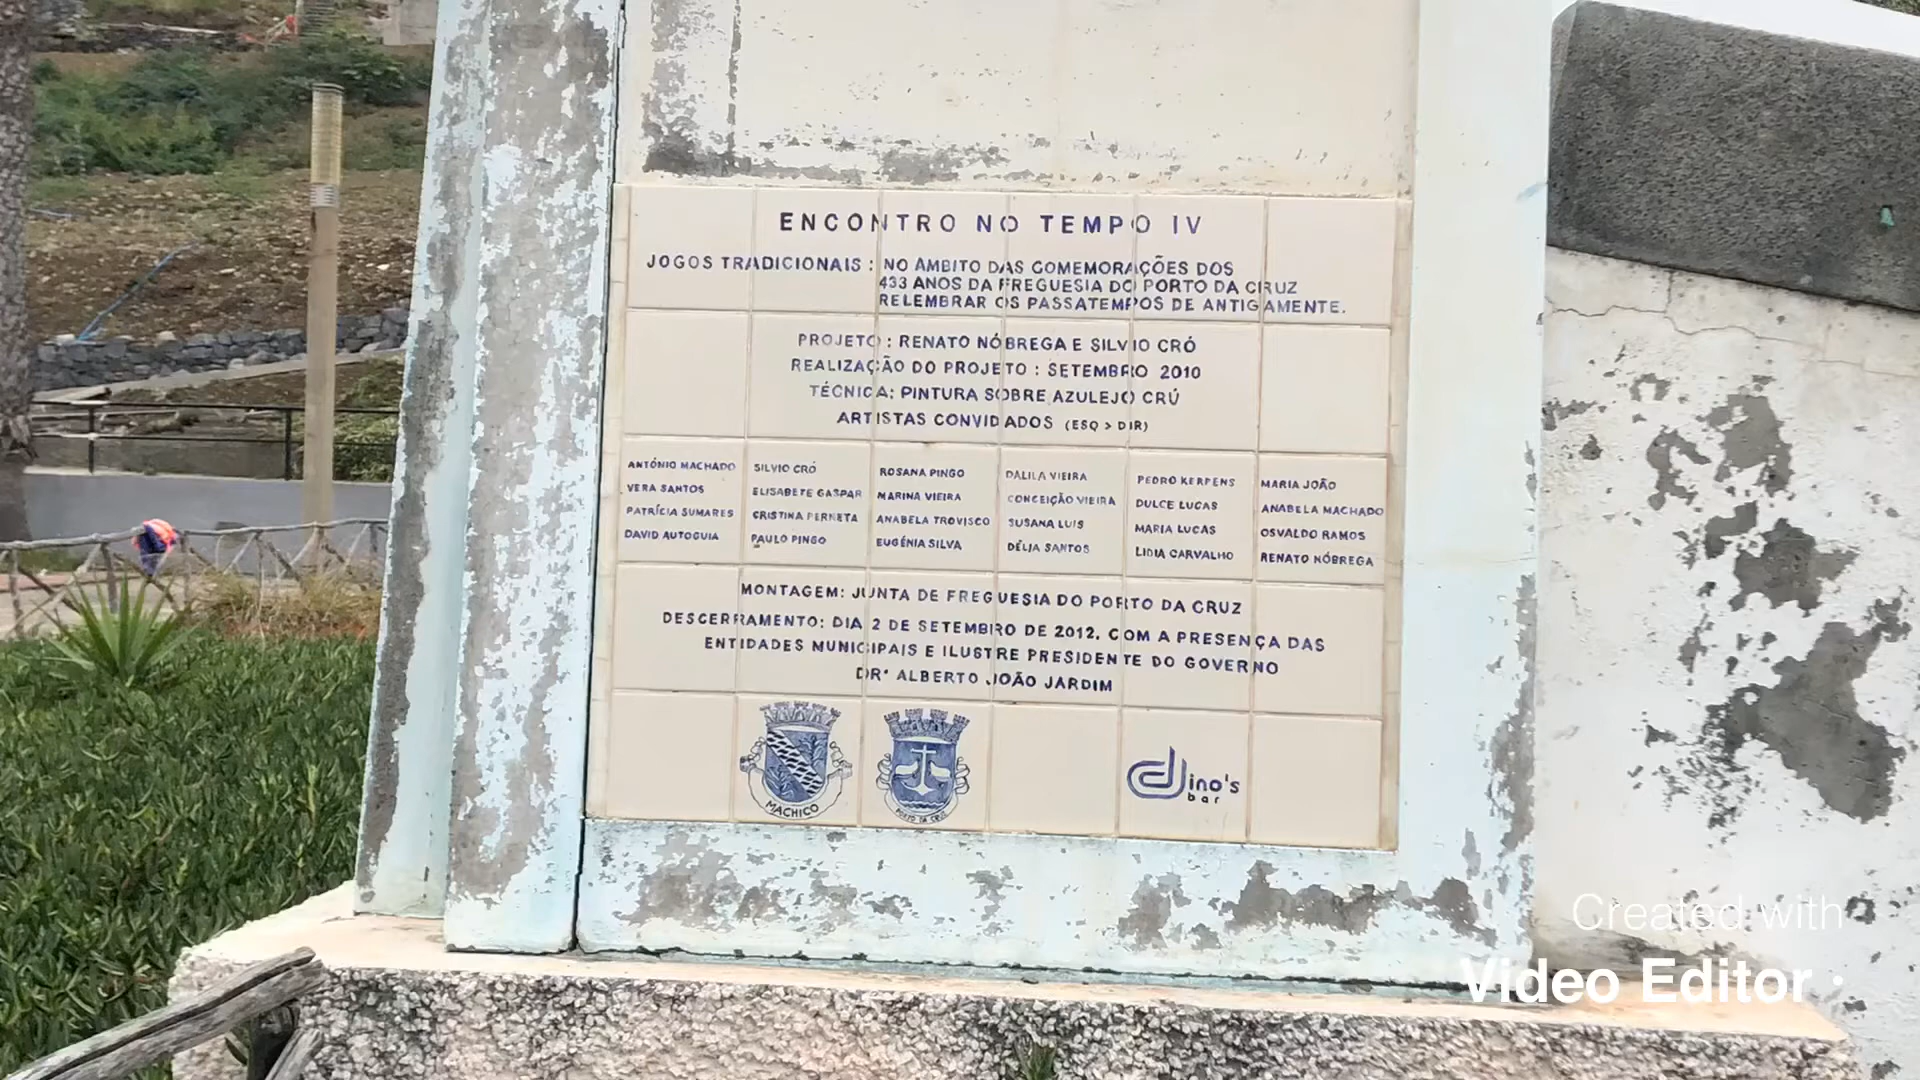 ENCONTRO NO TEMPO IV
JOGOS TRADICIONAIS : NO AMBITO DAS COMEMORAÇÕES DOS
433 ANOS DA FREGUESIA DO PORTO DA CRUZ
RELEMBRAR OS PASSATEMPOS DE ANTIGAMENTE.
PROJETO : RENATO NÓBREGA E SILVIO CRÓ
REALIZAÇÃO DO PROJETO : SETEMBRO 2010
TÉCNICA: PINTURA SOBRE AZULEJO CRÚ
ARTISTAS CONVIDADOS (ESQ > DIR)
ANTÓNIO MACHADO SILVIO CRÓ ROSANA PINGO DALILA VIEIRA PEDRO KERPENS MARIA JOÃO
VERA SANTOS ELISABETE GASPAR MARINA VIEIRA CONCEIÇÃO VIEIRA DULCE LUCAS ANABELA MACHADO
PATRÍCIA SUMARES CRISTINA PERNETA ANABELA TROVISCO SUSANA LUIS MARIA LUCAS OSVALDO RAMOS
DAVID AUTOGUIA PAULO PINGO EUGÉNIA SILVA DÉLIA SANTOS LIDIA CARVALHO RENATO NÓBREGA
MONTAGEM: JUNTA DE FREGUESIA DO PORTO DA CRUZ
DESCERRAMENTO: DIA 2 DE SETEMBRO DE 2012. COM A PRESENÇA DAS
ENTIDADES MUNICIPAIS E ILUSTRE PRESIDENTE DO GOVERNO
DRº ALBERTO JOÃO JARDIM
MACHICO
PORTO DA CRUZ
dino's
bar
Created with
Video Editor